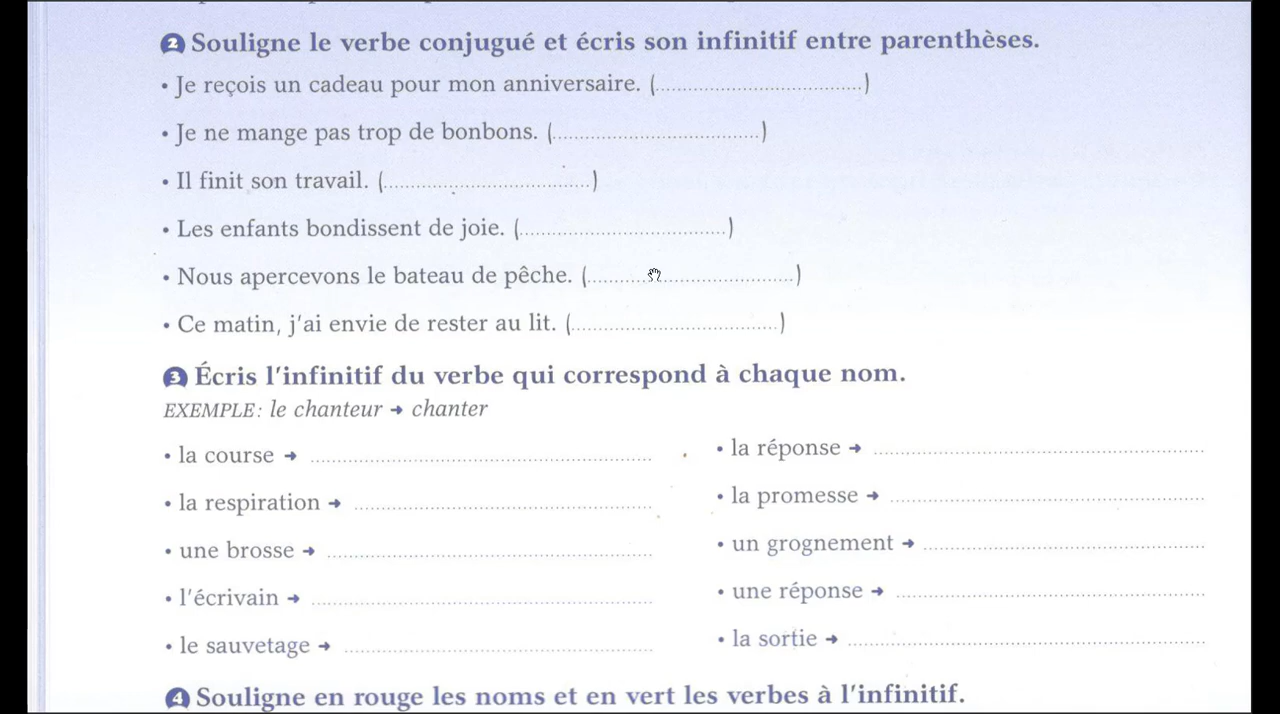 ❷ Souligne le verbe conjugué et écris son infinitif entre parenthèses.
• Je reçois un cadeau pour mon anniversaire. (..............................)
• Je ne mange pas trop de bonbons. (..............................)
• Il finit son travail. (..............................)
• Les enfants bondissent de joie. (..............................)
• Nous apercevons le bateau de pêche. (..............................)
• Ce matin, j'ai envie de rester au lit. (..............................)
❸ Écris l'infinitif du verbe qui correspond à chaque nom.
EXEMPLE : le chanteur ➜ chanter
• la course ➜ ..............................
• la respiration ➜ ..............................
• une brosse ➜ ..............................
• l'écrivain ➜ ..............................
• le sauvetage ➜ ..............................
• la réponse ➜ ..............................
• la promesse ➜ ..............................
• un grognement ➜ ..............................
• une réponse ➜ ..............................
• la sortie ➜ ..............................
❹ Souligne en rouge les noms et en vert les verbes à l'infinitif.